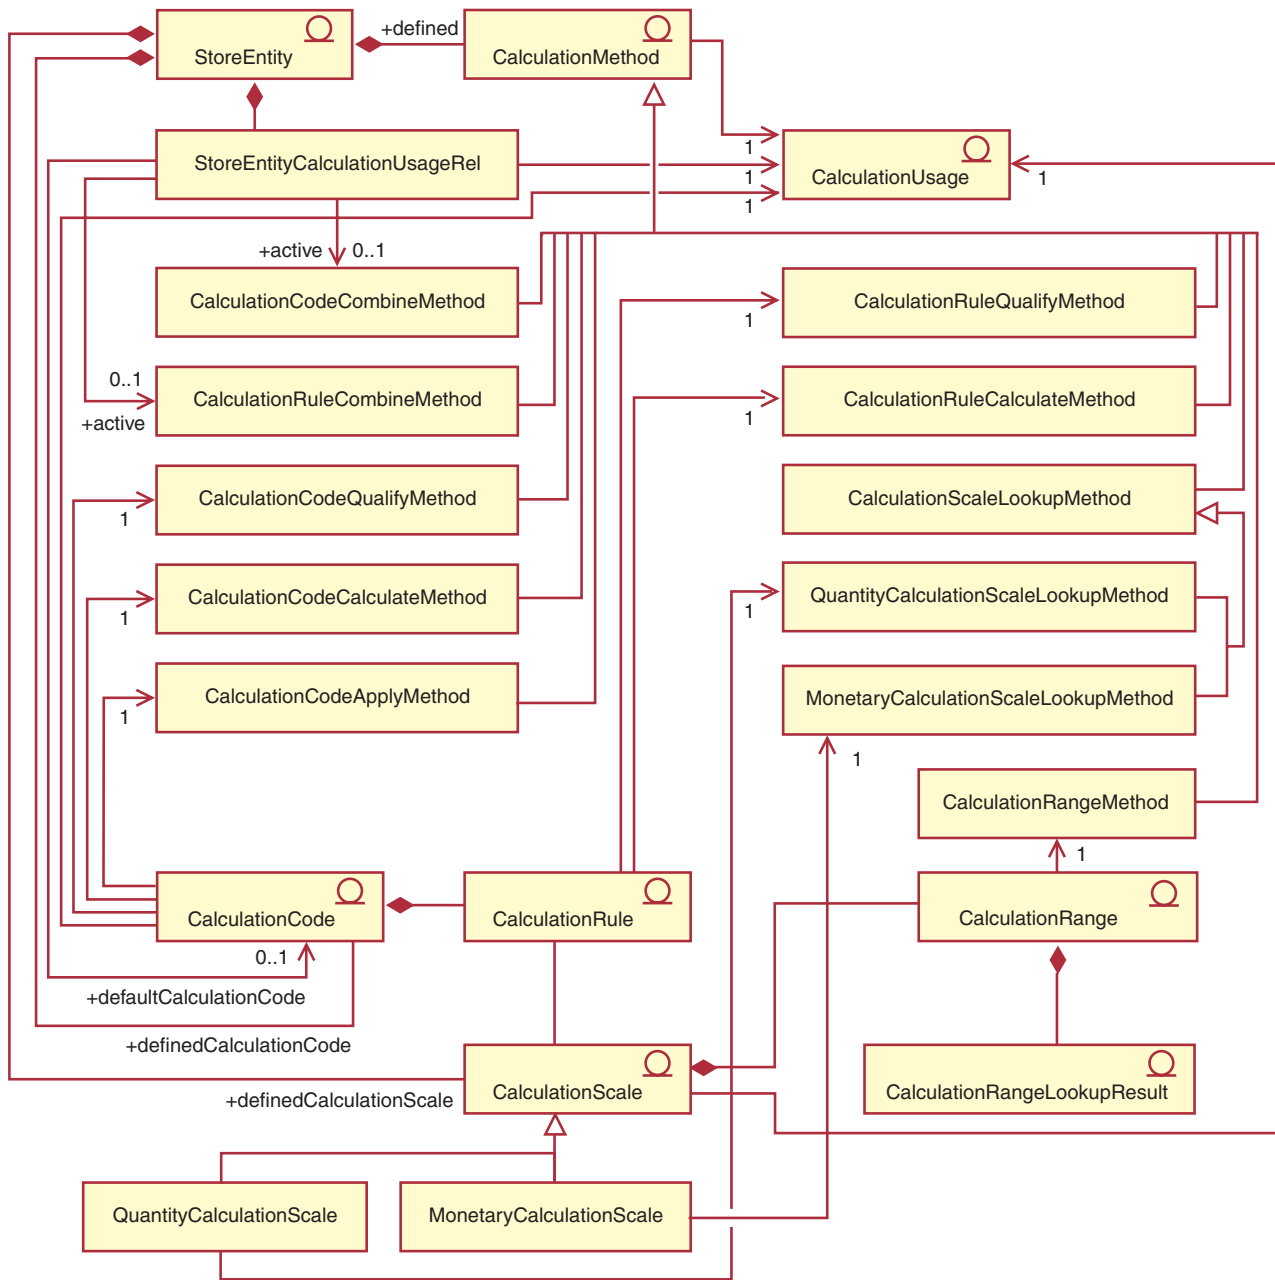 StoreEntity
+defined
CalculationMethod
1
StoreEntityCalculationUsageRel
1
CalculationUsage
1
1
+active
0..1
CalculationCodeCombineMethod
CalculationRuleQualifyMethod
1
0..1
CalculationRuleCombineMethod
+active
CalculationRuleCalculateMethod
1
CalculationCodeQualifyMethod
1
CalculationScaleLookupMethod
CalculationCodeCalculateMethod
1
QuantityCalculationScaleLookupMethod
1
CalculationCodeApplyMethod
1
MonetaryCalculationScaleLookupMethod
1
CalculationRangeMethod
1
CalculationCode
CalculationRule
CalculationRange
0..1
+defaultCalculationCode
+definedCalculationCode
CalculationScale
+definedCalculationScale
CalculationRangeLookupResult
QuantityCalculationScale
MonetaryCalculationScale